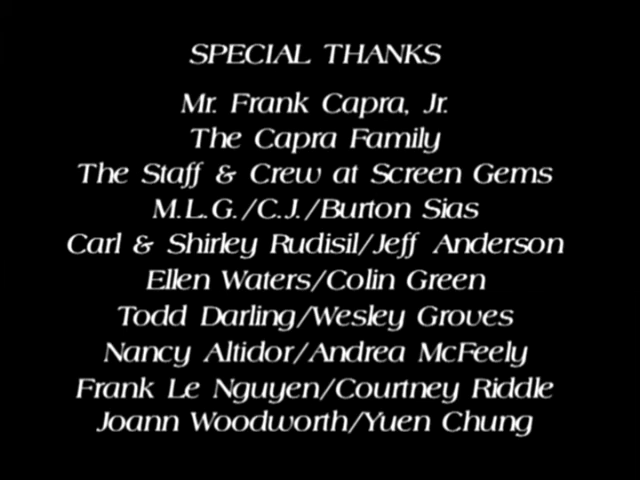 SPECIAL THANKS
Mr. Frank Capra, Jr.
The Capra Family
The Staff & Crew at Screen Gems
M.L.G./C.J./Burton Sias
Carl & Shirley Rudisil/Jeff Anderson
Ellen Waters/Colin Green
Todd Darling/Wesley Groves
Nancy Altidor/Andrea McFeely
Frank Le Nguyen/Courtney Riddle
Joann Woodworth/Yuen Chung